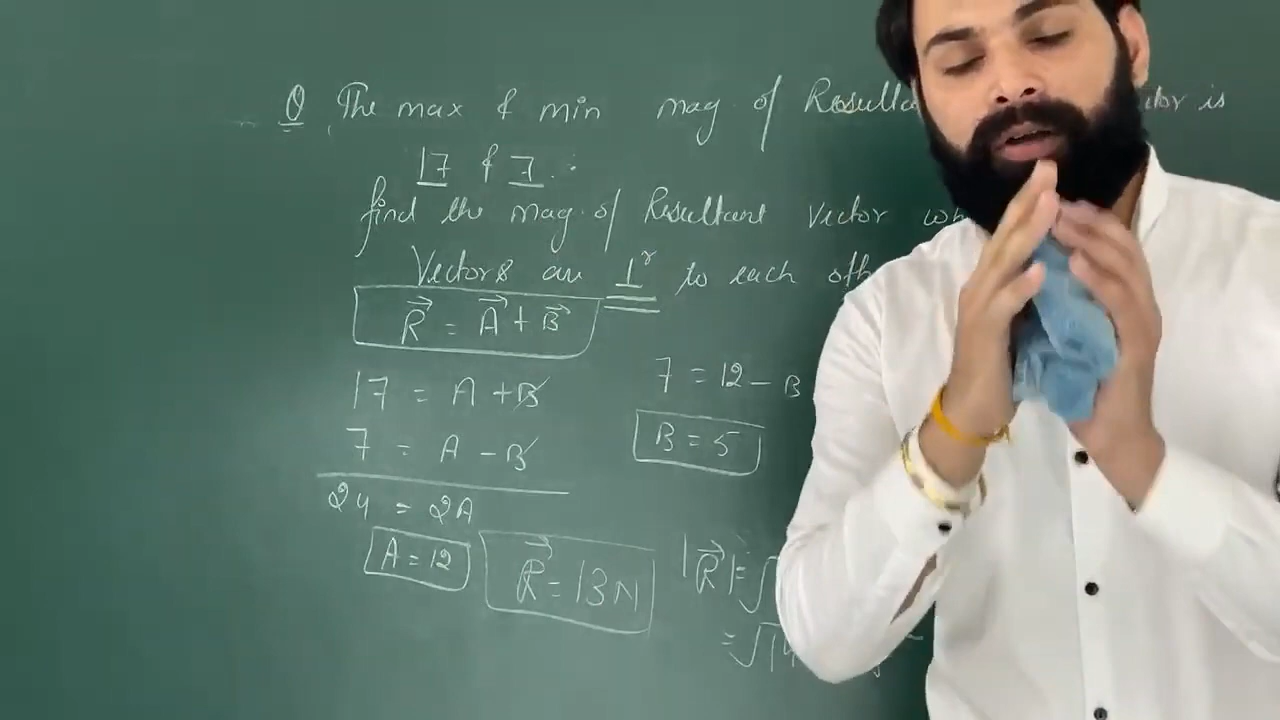 Q The max & min mag. of Resulta
17 & 7 :
find the mag. of Resultant Vector wh
Vectors are ⊥r to each oth
R⃗ = A⃗ + B⃗
17 = A + B
7 = A - B
24 = 2A
A = 12
7 = 12 - B
B = 5
R⃗ = 13N
|R⃗| = √
= √14